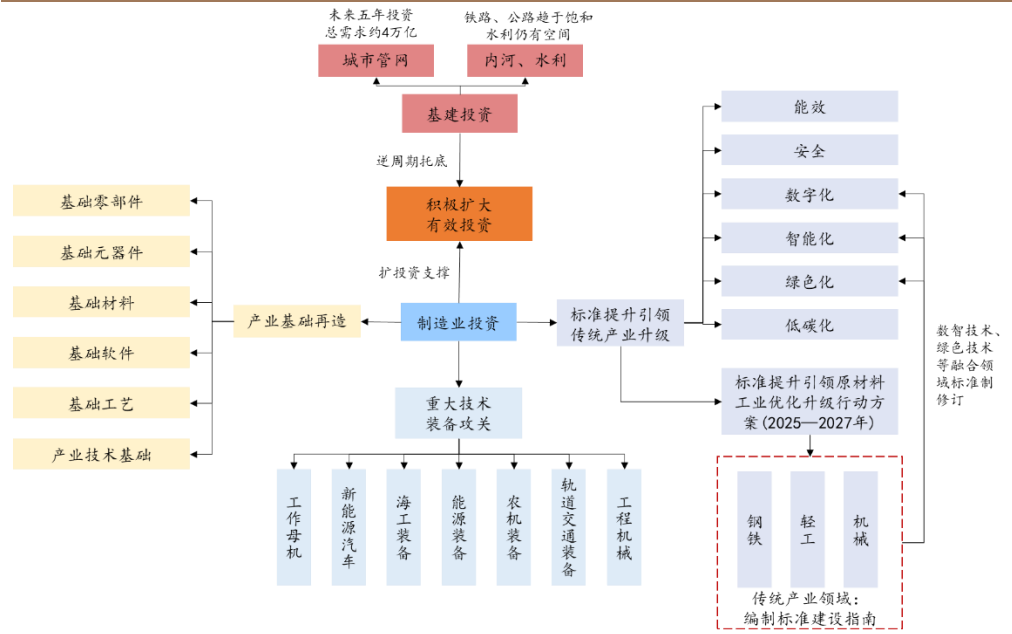 未来五年投资
总需求约4万亿
铁路、公路趋于饱和
水利仍有空间
城市管网
内河、水利
基建投资
逆周期托底
积极扩大
有效投资
扩投资支撑
制造业投资
产业基础再造
基础零部件
基础元器件
基础材料
基础软件
基础工艺
产业技术基础
重大技术
装备攻关
工作母机
新能源汽车
海工装备
能源装备
农机装备
轨道交通装备
工程机械
标准提升引领
传统产业升级
能效
安全
数字化
智能化
绿色化
低碳化
标准提升引领原材料
工业优化升级行动方
案(2025—2027年)
钢铁
轻工
机械
传统产业领域：
编制标准建设指南
数智技术、
绿色技术
等融合领
域标准制
修订